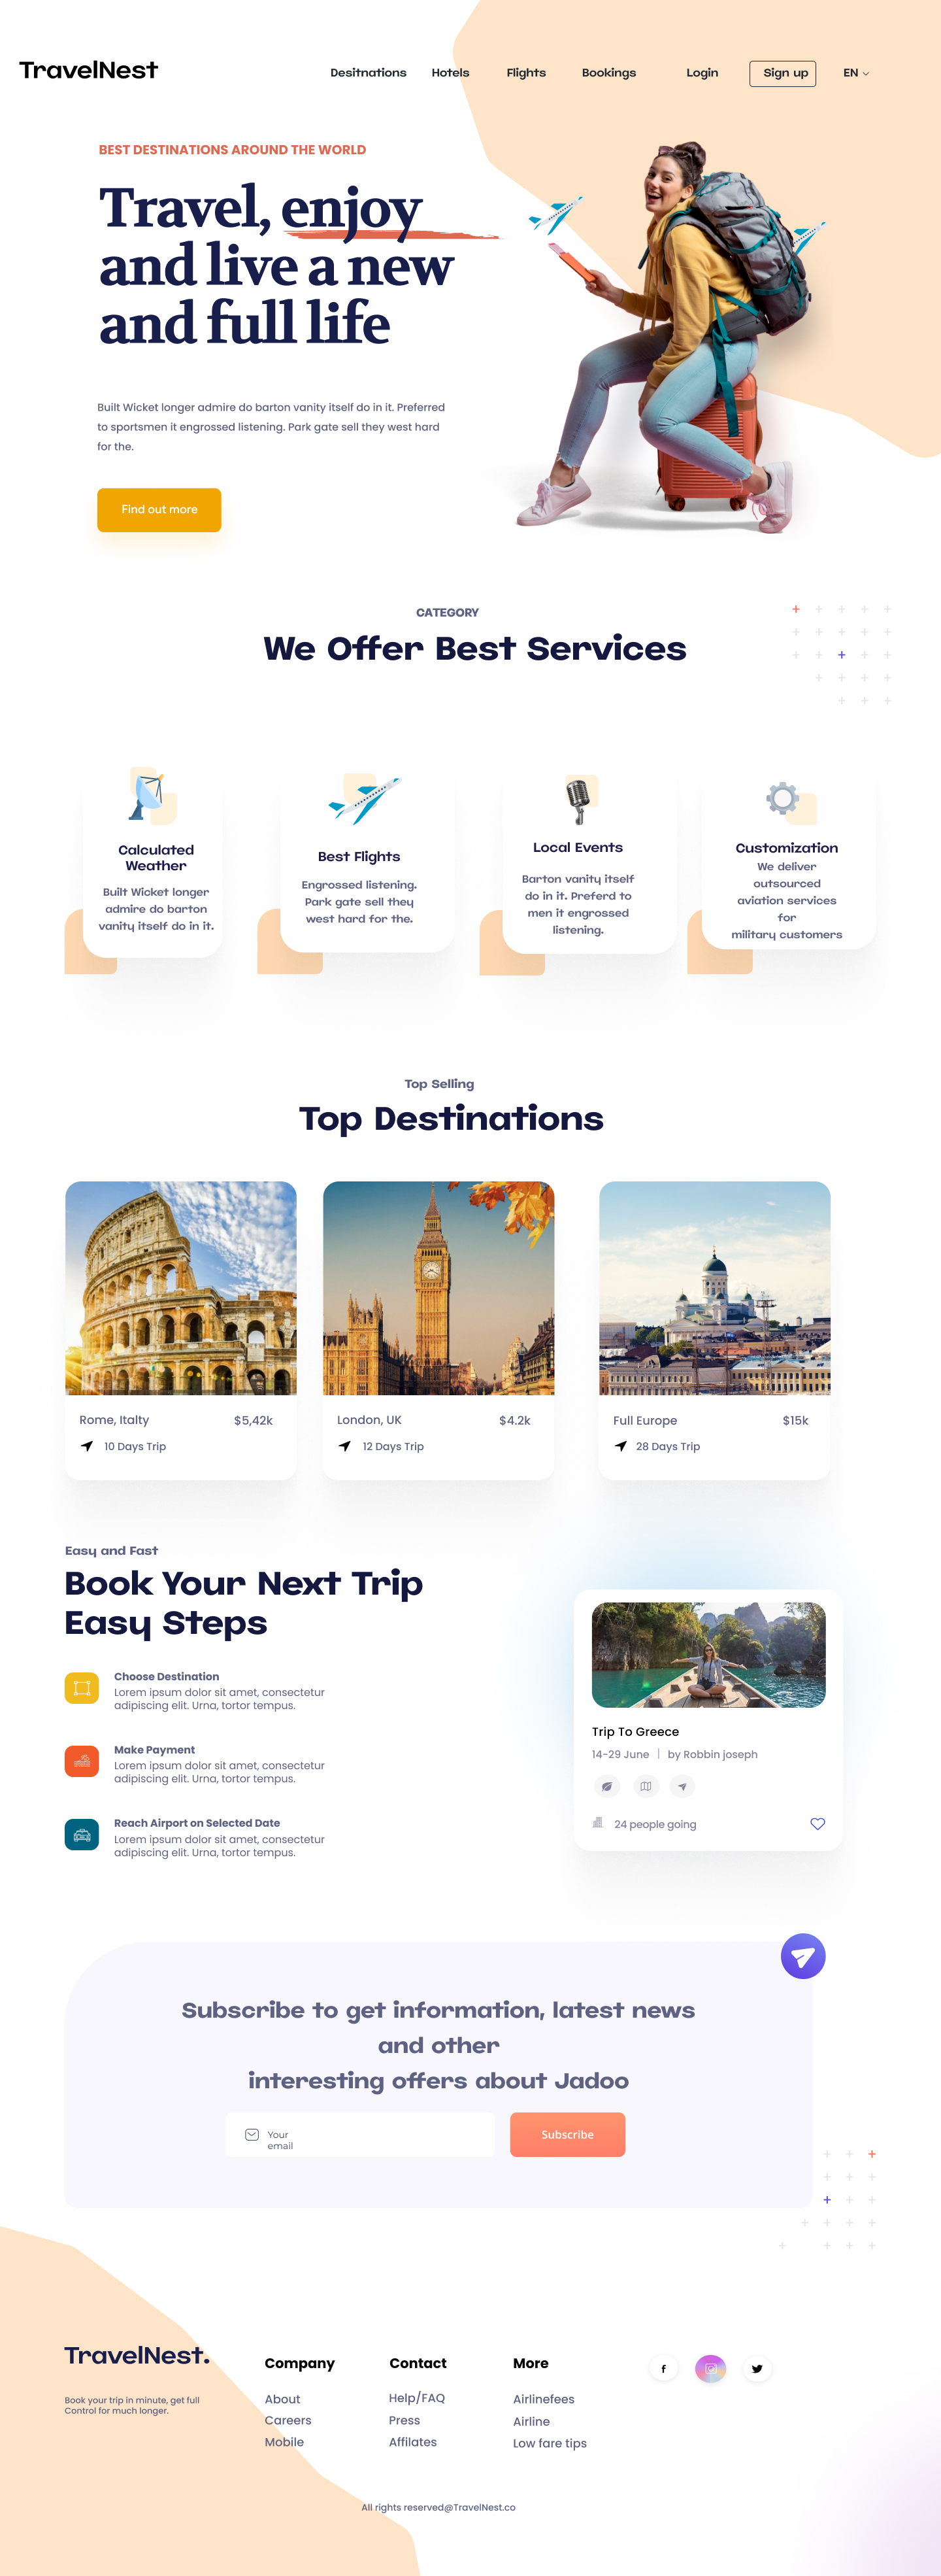 TravelNest
Desitnations
Hotels
Flights
Bookings
Login
Sign up
EN
BEST DESTINATIONS AROUND THE WORLD
Travel, enjoy
and live a new
and full life
Built Wicket longer admire do barton vanity itself do in it. Preferred
to sportsmen it engrossed listening. Park gate sell they west hard
for the.
Find out more
CATEGORY
We Offer Best Services
Calculated
Weather
Built Wicket longer
admire do barton
vanity itself do in it.
Best Flights
Engrossed listening.
Park gate sell they
west hard for the.
Local Events
Barton vanity itself
do in it. Preferd to
men it engrossed
listening.
Customization
We deliver
outsourced
aviation services
for
military customers
Top Selling
Top Destinations
Rome, Italty
$5,42k
10 Days Trip
London, UK
$4.2k
12 Days Trip
Full Europe
$15k
28 Days Trip
Easy and Fast
Book Your Next Trip
Easy Steps
Choose Destination
Lorem ipsum dolor sit amet, consectetur
adipiscing elit. Urna, tortor tempus.
Make Payment
Lorem ipsum dolor sit amet, consectetur
adipiscing elit. Urna, tortor tempus.
Reach Airport on Selected Date
Lorem ipsum dolor sit amet, consectetur
adipiscing elit. Urna, tortor tempus.
Trip To Greece
14-29 June | by Robbin joseph
24 people going
Subscribe to get information, latest news
and other
interesting offers about Jadoo
Your
email
Subscribe
TravelNest.
Book your trip in minute, get full
Control for much longer.
Company
About
Careers
Mobile
Contact
Help/FAQ
Press
Affilates
More
Airlinefees
Airline
Low fare tips
All rights reserved@TravelNest.co